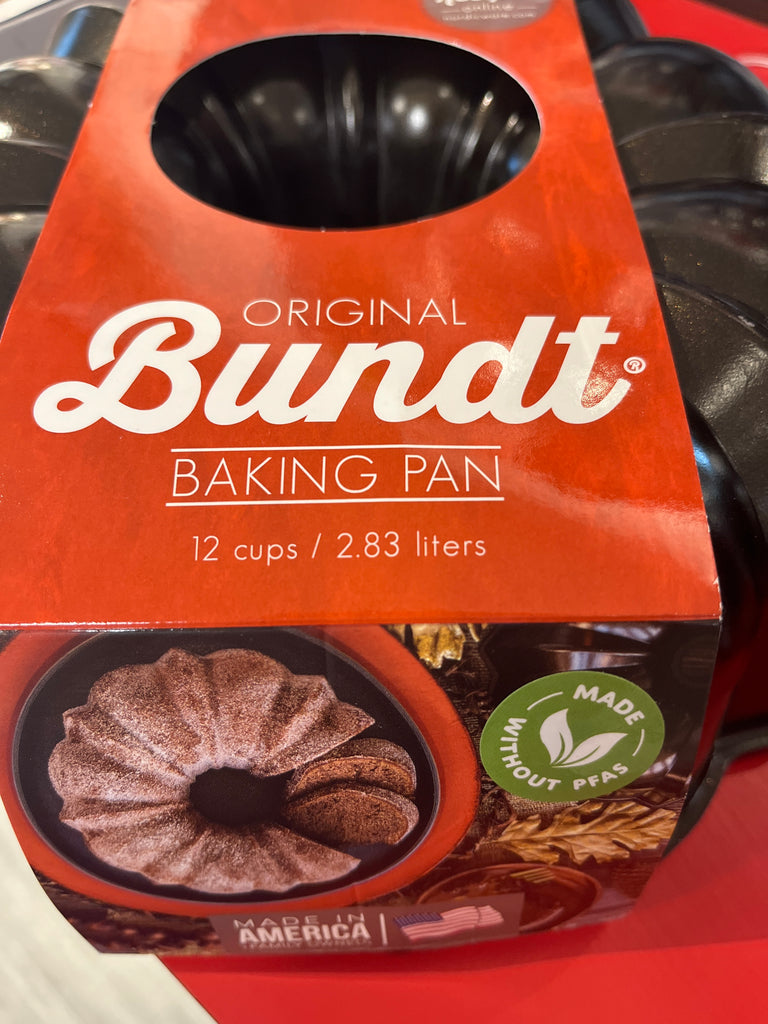 ORIGINAL
Bundt®
BAKING PAN
12 cups / 2.83 liters
MADE
WITHOUT PFAS
MADE IN
AMERICA
FAMILY OWNED